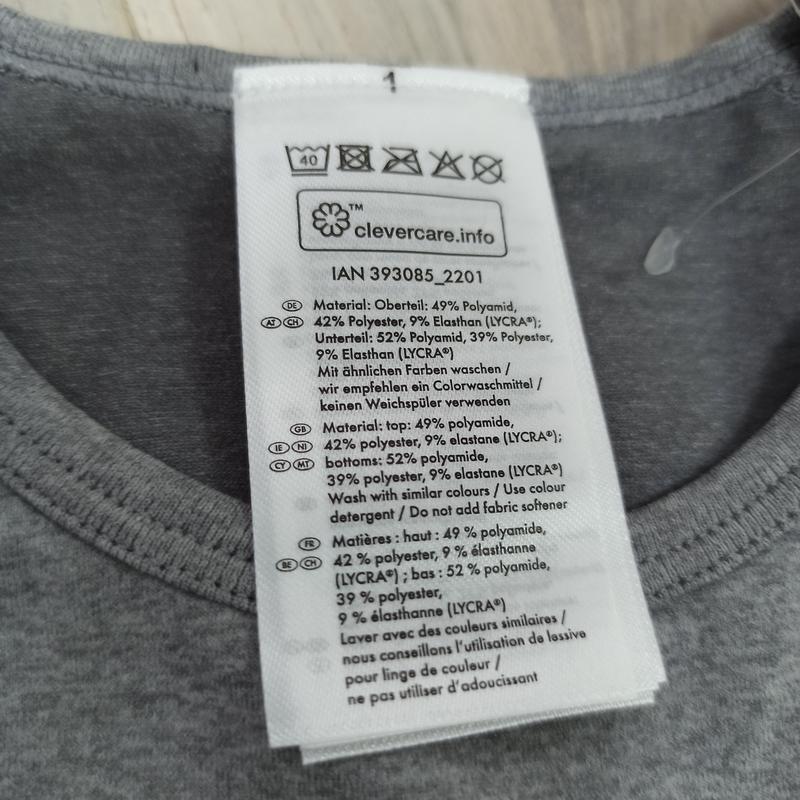 1
40
™
clevercare.info
IAN 393085_2201
DE Material: Oberteil: 49% Polyamid,
AT CH 42% Polyester, 9% Elasthan (LYCRA®);
Unterteil: 52% Polyamid, 39% Polyester,
9% Elasthan (LYCRA®)
Mit ähnlichen Farben waschen /
wir empfehlen ein Colorwaschmittel /
keinen Weichspüler verwenden
GB Material: top: 49% polyamide,
IE NI 42% polyester, 9% elastane (LYCRA®);
CY MT bottoms: 52% polyamide,
39% polyester, 9% elastane (LYCRA®)
Wash with similar colours / Use colour
detergent / Do not add fabric softener
FR Matières : haut : 49 % polyamide,
BE CH 42 % polyester, 9 % élasthanne
(LYCRA®) ; bas : 52 % polyamide,
39 % polyester,
9 % élasthanne (LYCRA®)
Laver avec des couleurs similaires /
nous conseillons l'utilisation de lessive
pour linge de couleur /
ne pas utiliser d'adoucissant